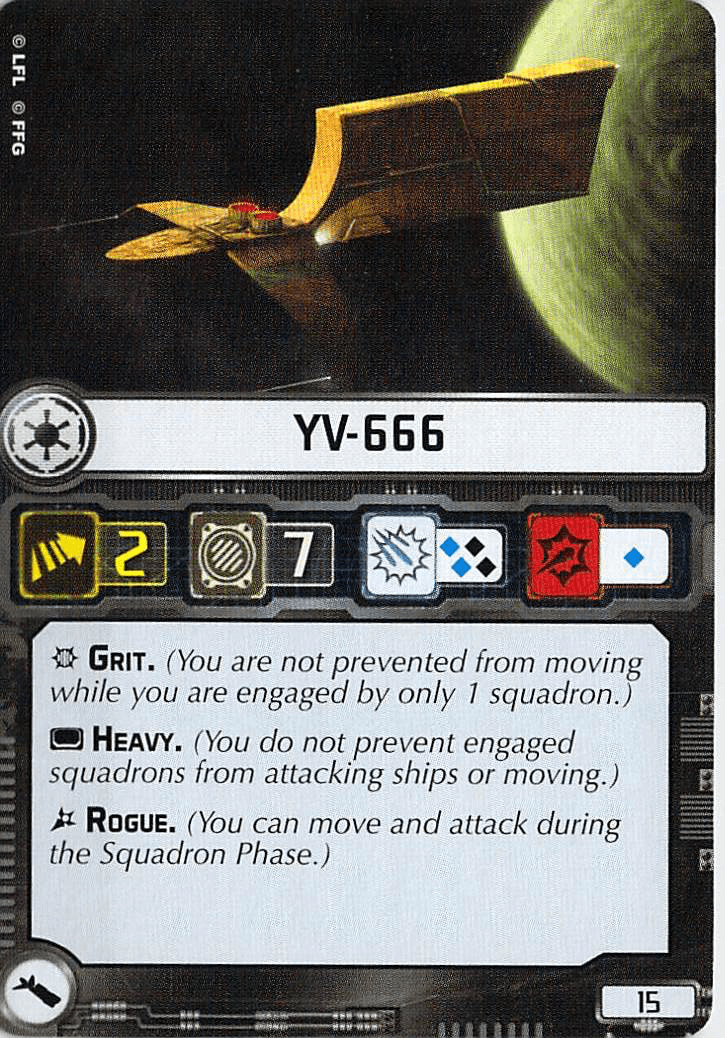 © LFL © FFG
YV-666
2 7
GRIT. (You are not prevented from moving
while you are engaged by only 1 squadron.)
HEAVY. (You do not prevent engaged
squadrons from attacking ships or moving.)
ROGUE. (You can move and attack during
the Squadron Phase.)
15